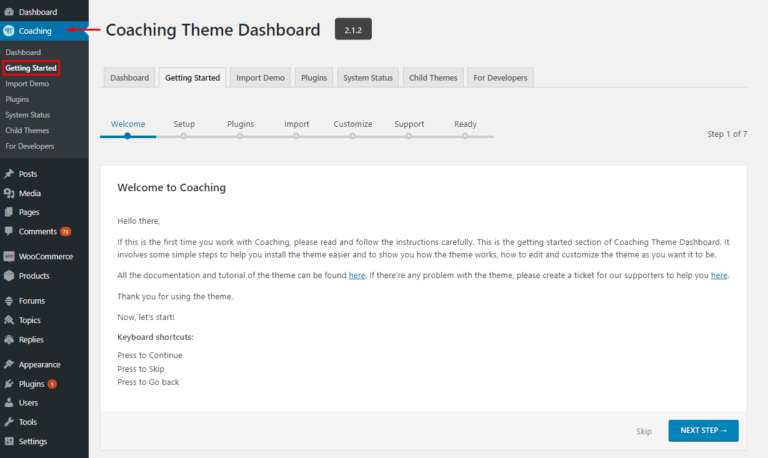 Dashboard
Coaching
Dashboard
Getting Started
Import Demo
Plugins
System Status
Child Themes
For Developers
Posts
Media
Pages
Comments 73
WooCommerce
Products
Forums
Topics
Replies
Appearance
Plugins 1
Users
Tools
Settings
Coaching Theme Dashboard 2.1.2
Dashboard Getting Started Import Demo Plugins System Status Child Themes For Developers
Welcome Setup Plugins Import Customize Support Ready
Step 1 of 7
Welcome to Coaching
Hello there,
If this is the first time you work with Coaching, please read and follow the instructions carefully. This is the getting started section of Coaching Theme Dashboard. It
involves some simple steps to help you install the theme easier and to show you how the theme works, how to edit and customize the theme as you want it to be.
All the documentation and tutorial of the theme can be found here. If there're any problem with the theme, please create a ticket for our supporters to help you here.
Thank you for using the theme.
Now, let's start!
Keyboard shortcuts:
Press to Continue
Press to Skip
Press to Go back
Skip NEXT STEP →